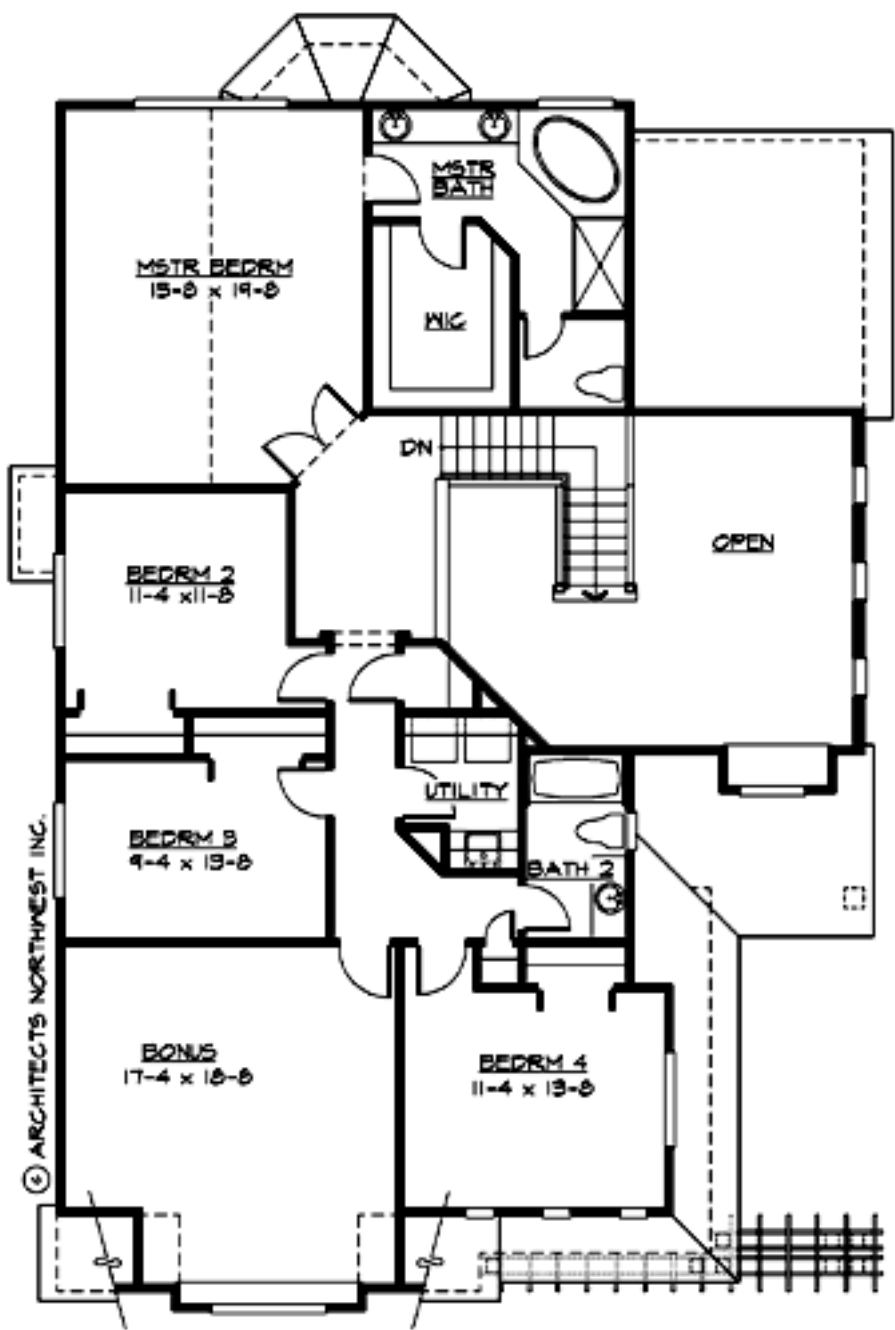 MSTR
BATH
MSTR BEDRM
15-8 x 19-8
WIC
DN
OPEN
BEDRM 2
11-4 x11-8
UTILITY
BEDRM 3
9-4 x 13-8
BATH 2
BONUS
17-4 x 18-8
BEDRM 4
11-4 x 13-8
© ARCHITECTS NORTHWEST INC.